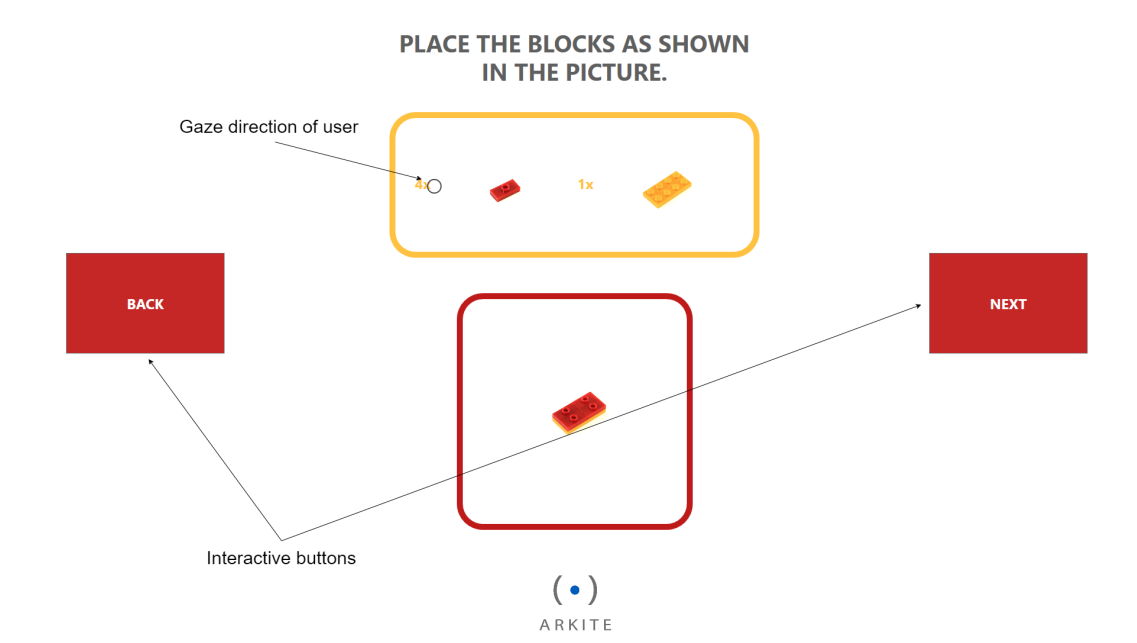 PLACE THE BLOCKS AS SHOWN
IN THE PICTURE.
Gaze direction of user
4x
1x
BACK
NEXT
Interactive buttons
ARKITE